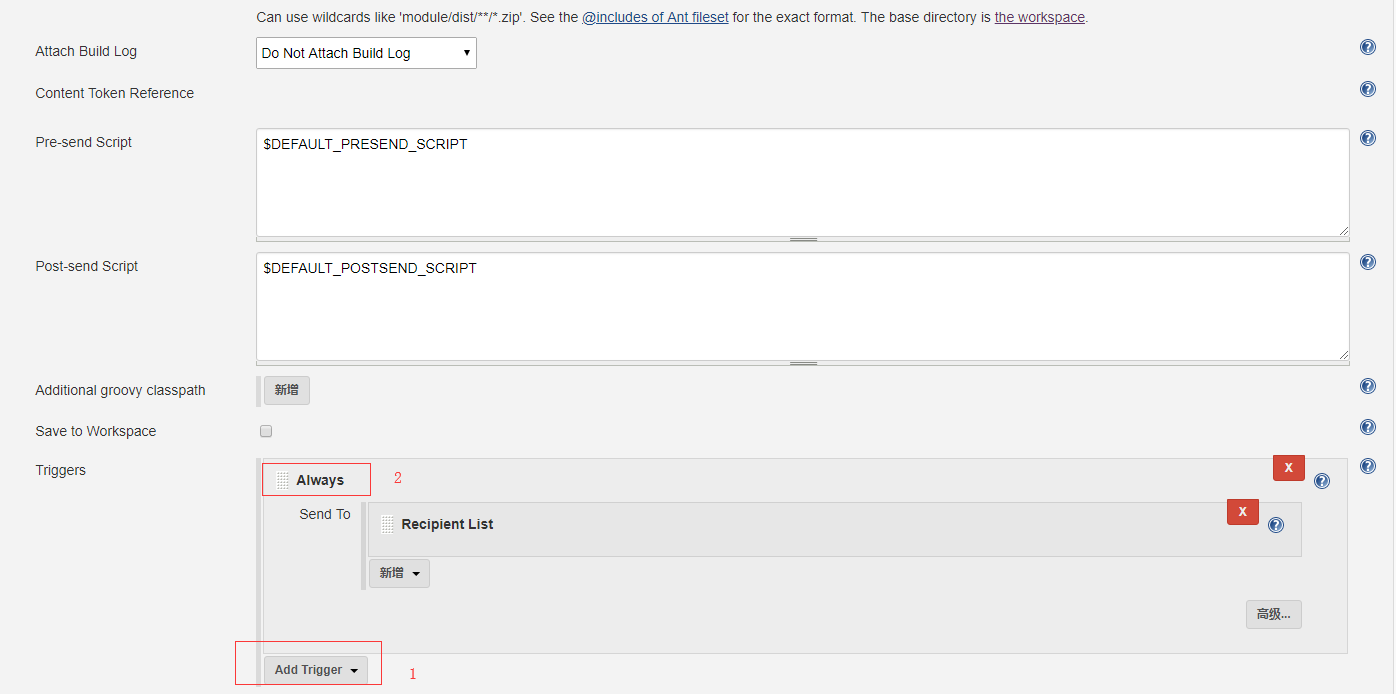 Can use wildcards like 'module/dist/**/*.zip'. See the @includes of Ant fileset for the exact format. The base directory is the workspace.
Attach Build Log
Do Not Attach Build Log
Content Token Reference
Pre-send Script
$DEFAULT_PRESEND_SCRIPT
Post-send Script
$DEFAULT_POSTSEND_SCRIPT
Additional groovy classpath
新增
Save to Workspace
Triggers
Always
2
X
Send To
Recipient List
X
新增
高级...
Add Trigger
1